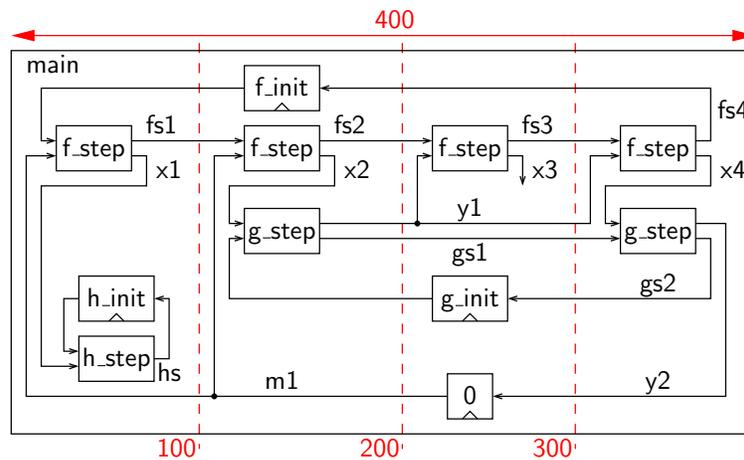 400
main
f_init
fs1
fs2
fs3
fs4
f_step
f_step
f_step
f_step
x1
x2
x3
x4
y1
g_step
g_step
gs1
h_init
g_init
gs2
h_step
hs
m1
0
y2
100
200
300